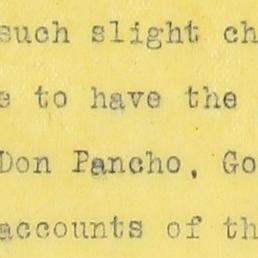 such slight ch
e to have the
Don Pancho, Go
accounts of th